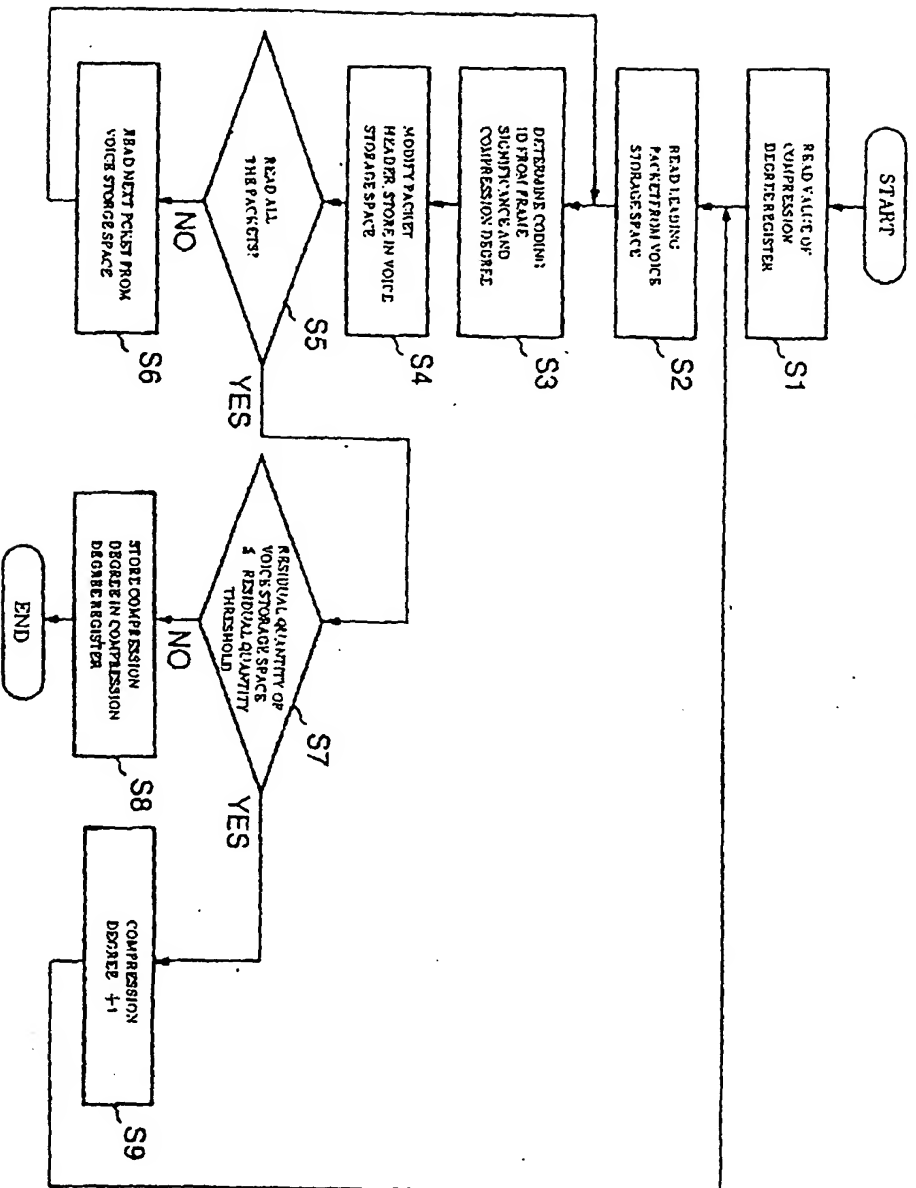 START
READ VALUE OF
COMPRESSION
DEGREE REGISTER
S1
READ LEADING
PACKET FROM VOICE
STORAGE SPACE
S2
DETERMINE CODING
ID FROM FRAME
SIGNIFICANCE AND
COMPRESSION DEGREE
S3
MODIFY PACKET
HEADER, STORE IN VOICE
STORAGE SPACE
S4
READ ALL
THE PACKETS?
S5
YES
NO
READ NEXT PCKET FROM
VOICE STORGE SPACE
S6
RESIDUAL QUANTITY OF
VOICE STORAGE SPACE
≤ RESIDUAL QUANTITY
THRESHOLD
S7
YES
NO
STORE COMPRESSION
DEGREE IN COMPRESSION
DEGREE REGISTER
S8
END
COMPRESSION
DEGREE +1
S9